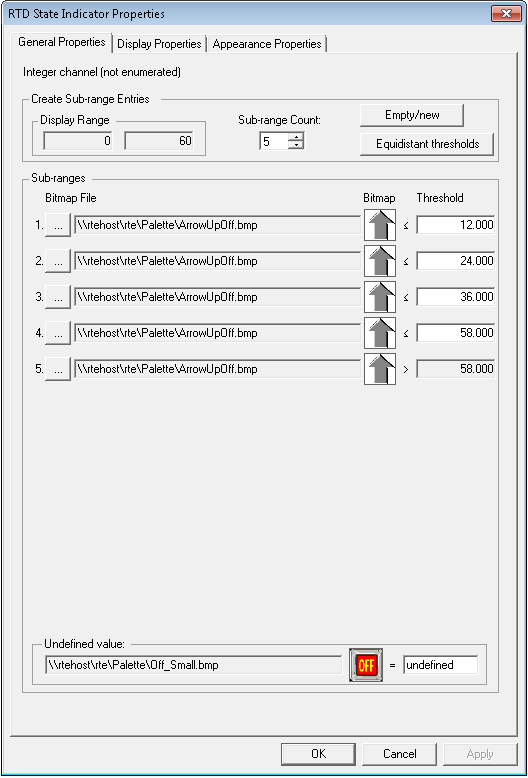 RTD State Indicator Properties
General Properties Display Properties Appearance Properties
Integer channel (not enumerated)
Create Sub-range Entries
Display Range
0 60
Sub-range Count:
5
Empty/new
Equidistant thresholds
Sub-ranges
Bitmap File Bitmap Threshold
1. ... \\rtehost\rte\Palette\ArrowUpOff.bmp ≤ 12.000
2. ... \\rtehost\rte\Palette\ArrowUpOff.bmp ≤ 24.000
3. ... \\rtehost\rte\Palette\ArrowUpOff.bmp ≤ 36.000
4. ... \\rtehost\rte\Palette\ArrowUpOff.bmp ≤ 58.000
5. ... \\rtehost\rte\Palette\ArrowUpOff.bmp > 58.000
Undefined value:
\\rtehost\rte\Palette\Off_Small.bmp OFF = undefined
OK Cancel Apply